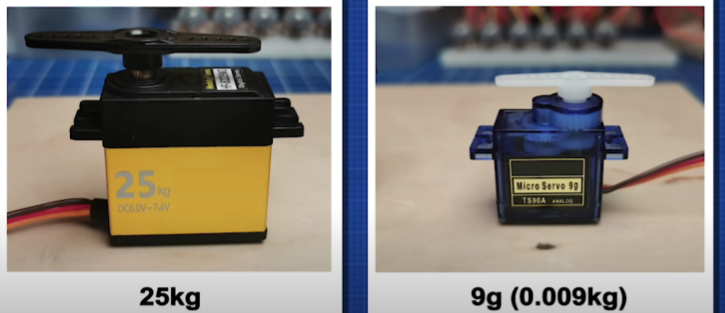 25kg
DC6.0V-7.4V
Micro Servo 9g
TS90A ANALOG
25kg
9g (0.009kg)